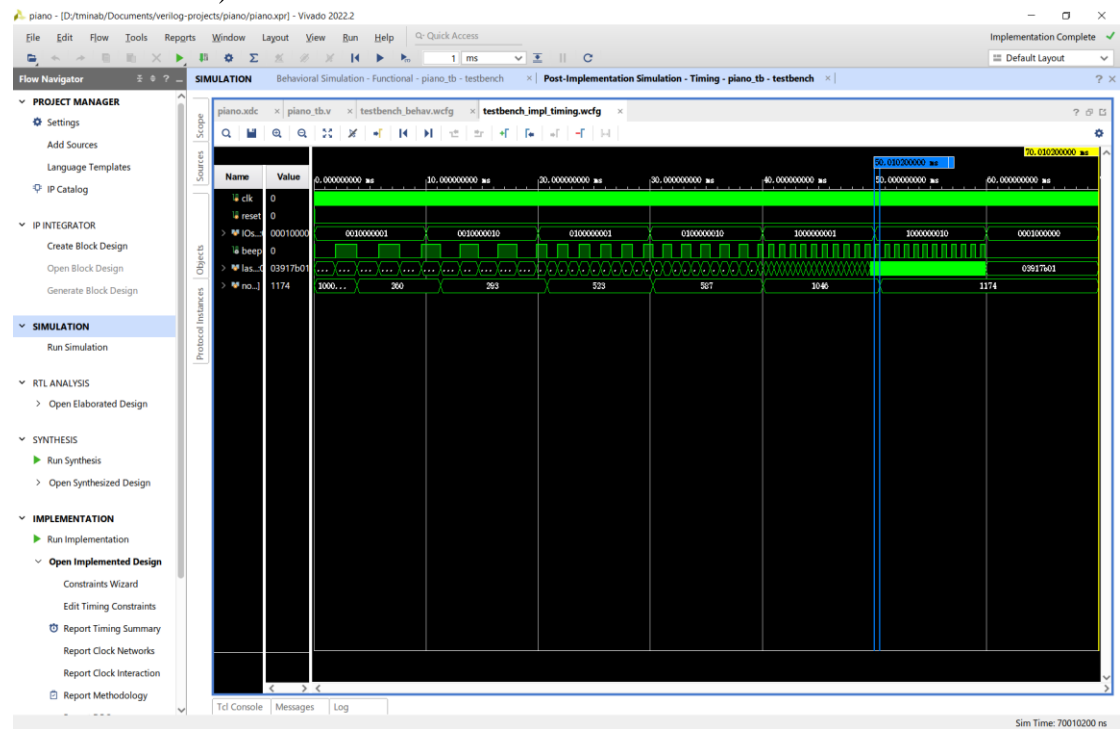 piano - [D:/tminab/Documents/verilog-projects/piano/piano.xpr] - Vivado 2022.2
File Edit Flow Tools Reports Window Layout View Run Help Q- Quick Access Implementation Complete
1 ms Default Layout
Flow Navigator
SIMULATION Behavioral Simulation - Functional - piano_tb - testbench Post-Implementation Simulation - Timing - piano_tb - testbench
PROJECT MANAGER
Settings
Add Sources
Language Templates
IP Catalog
IP INTEGRATOR
Create Block Design
Open Block Design
Generate Block Design
SIMULATION
Run Simulation
RTL ANALYSIS
Open Elaborated Design
SYNTHESIS
Run Synthesis
Open Synthesized Design
IMPLEMENTATION
Run Implementation
Open Implemented Design
Constraints Wizard
Edit Timing Constraints
Report Timing Summary
Report Clock Networks
Report Clock Interaction
Report Methodology
Scope
Sources
Objects
Protocol Instances
piano.xdc piano_tb.v testbench_behav.wcfg testbench_impl_timing.wcfg
70.010200000 ms
50.010200000 ms
Name Value 0.000000000 ms 10.000000000 ms 20.000000000 ms 30.000000000 ms 40.000000000 ms 50.000000000 ms 60.000000000 ms
clk 0
reset 0
IOs... 00010000 0010000001 0010000010 0100000001 0100000010 1000000001 1000000010 0001000000
beep 0
las... 03917b01 03917b01
no...] 1174 1000... 260 293 523 587 1046 1174
Tcl Console Messages Log
Sim Time: 70010200 ns